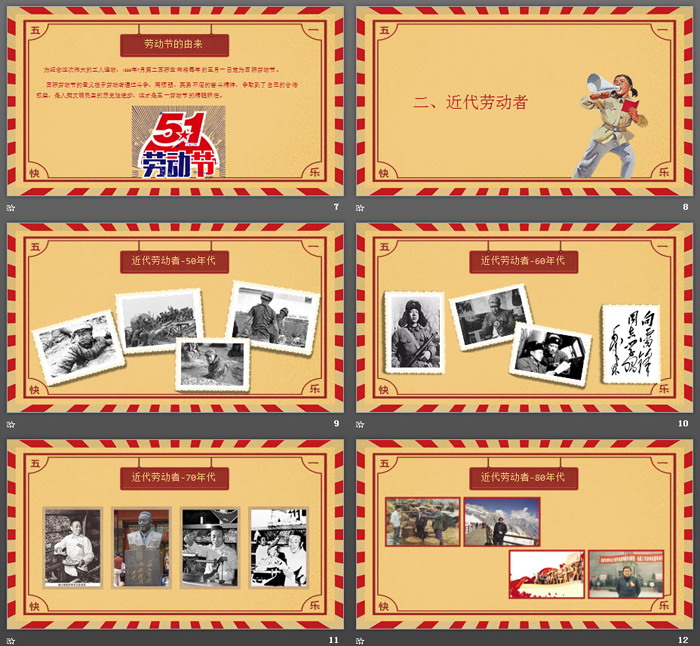 五 一
劳动节的由来
为纪念这次伟大的工人运动，1889年7月第二国际宣布将每年的五月一日定为国际劳动节。
国际劳动节的意义在于劳动者通过斗争，用顽强、英勇不屈的奋斗精神，争取到了自己的合法
权益，是人类文明民主的历史性进步，这才是五一劳动节的精髓所在。
5 1
劳动节
快 乐
7
五 一
二、近代劳动者
快 乐
8
五 一
近代劳动者-50年代
快 乐
9
五 一
近代劳动者-60年代
向雷锋
同志学习
毛泽东
快 乐
10
五 一
近代劳动者-70年代
快 乐
11
五 一
近代劳动者-80年代
快 乐
12